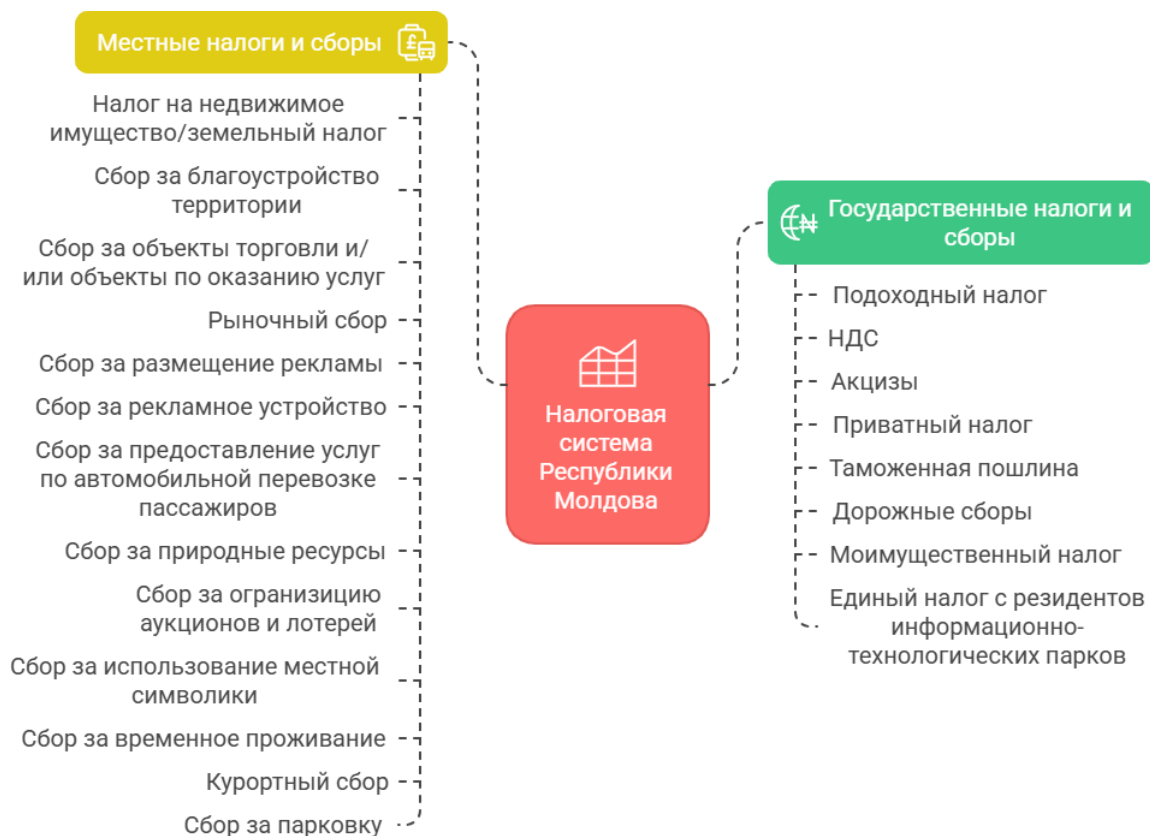 Местные налоги и сборы
Налог на недвижимое
имущество/земельный налог
Сбор за благоустройство
территории
Сбор за объекты торговли и/
или объекты по оказанию услуг
Рыночный сбор
Сбор за размещение рекламы
Сбор за рекламное устройство
Сбор за предоставление услуг
по автомобильной перевозке
пассажиров
Сбор за природные ресурсы
Сбор за огранизицию
аукционов и лотерей
Сбор за использование местной
символики
Сбор за временное проживание
Курортный сбор
Сбор за парковку
Налоговая
система
Республики
Молдова
Государственные налоги и
сборы
Подоходный налог
НДС
Акцизы
Приватный налог
Таможенная пошлина
Дорожные сборы
Моимущественный налог
Единый налог с резидентов
информационно-
технологических парков